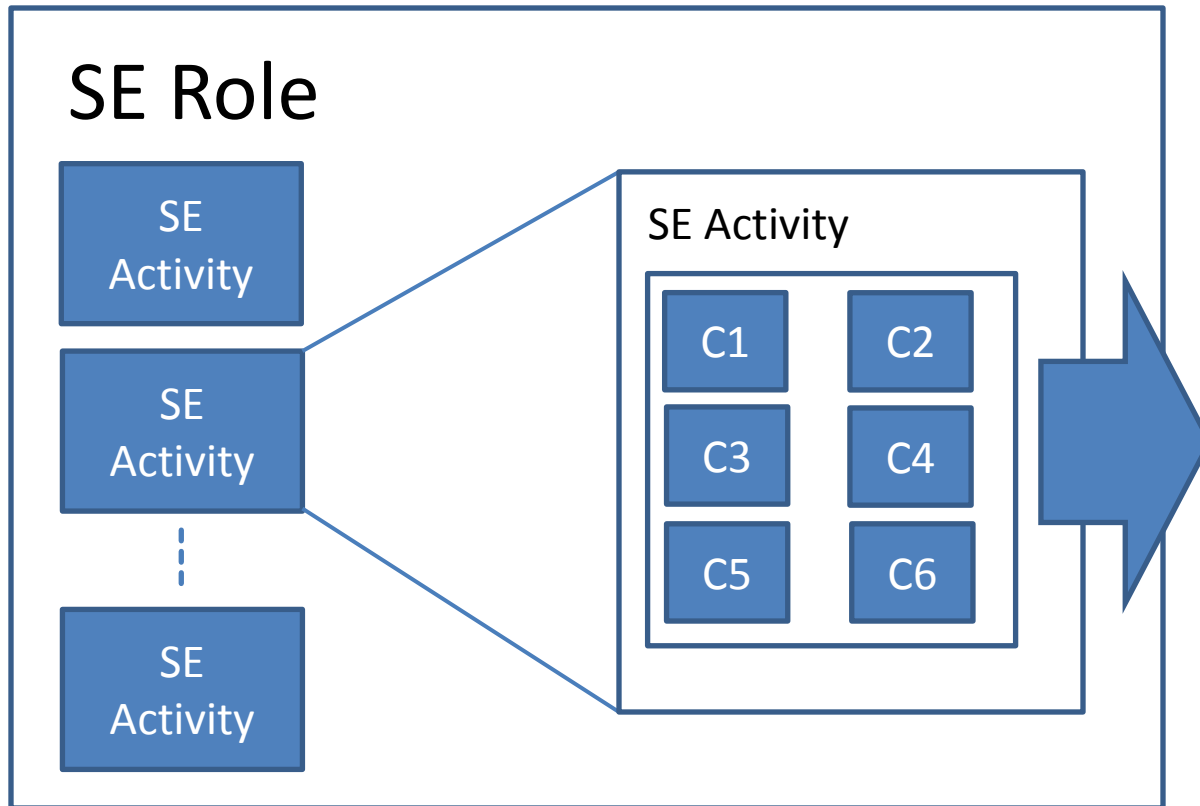 SE Role
SE
Activity
SE
Activity
SE
Activity
SE Activity
C1 C2
C3 C4
C5 C6